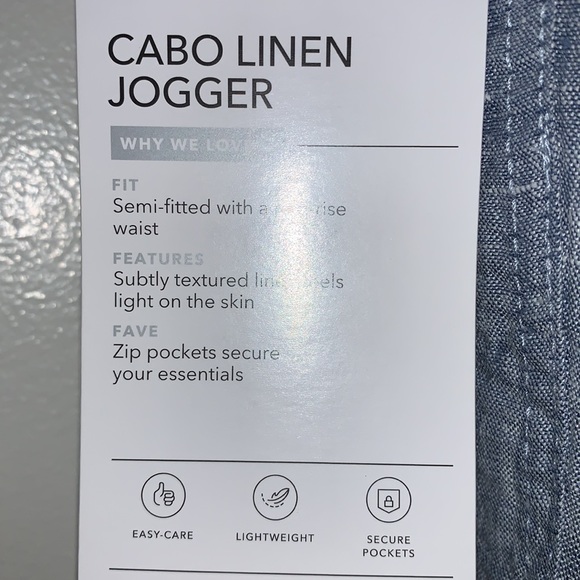 CABO LINEN
JOGGER
WHY WE LOVE
FIT
Semi-fitted with a
waist
FEATURES
Subtly textured
light on the skin
FAVE
Zip pockets secure
your essentials
EASY-CARE
LIGHTWEIGHT
SECURE
POCKETS